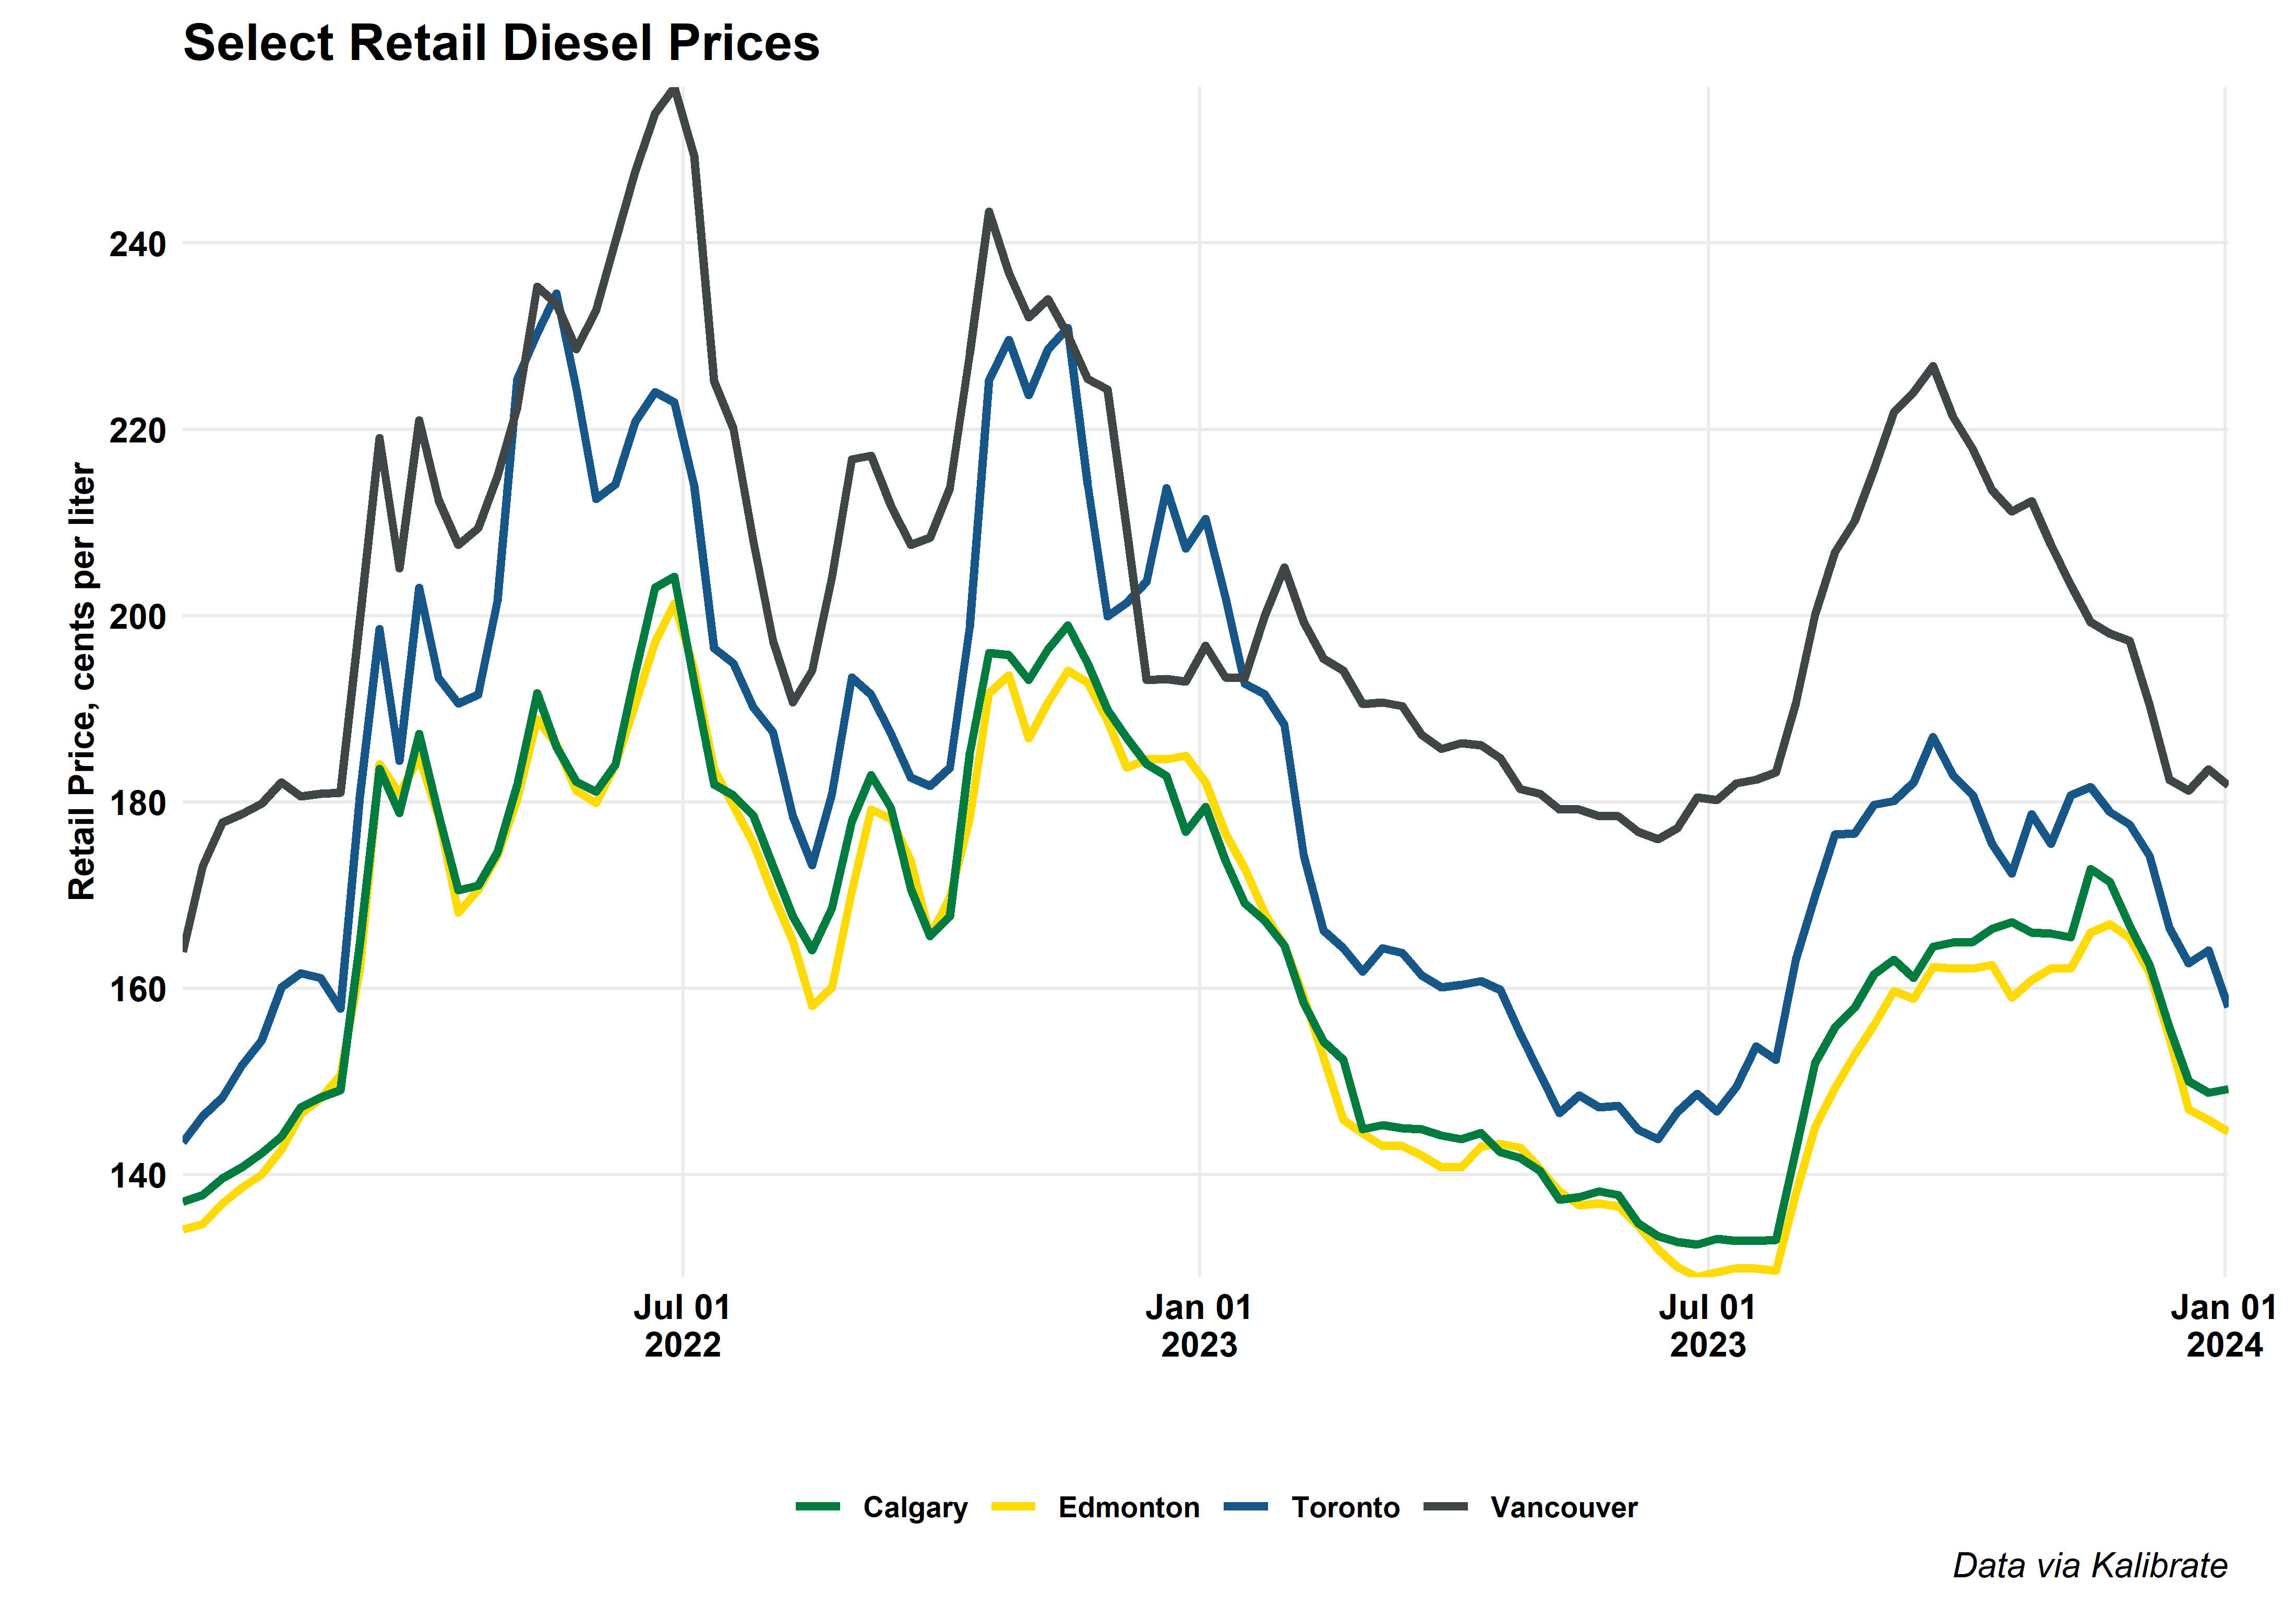 Select Retail Diesel Prices
Retail Price, cents per liter
240
220
200
180
160
140
Jul 01
2022
Jan 01
2023
Jul 01
2023
Jan 01
2024
Calgary
Edmonton
Toronto
Vancouver
Data via Kalibrate